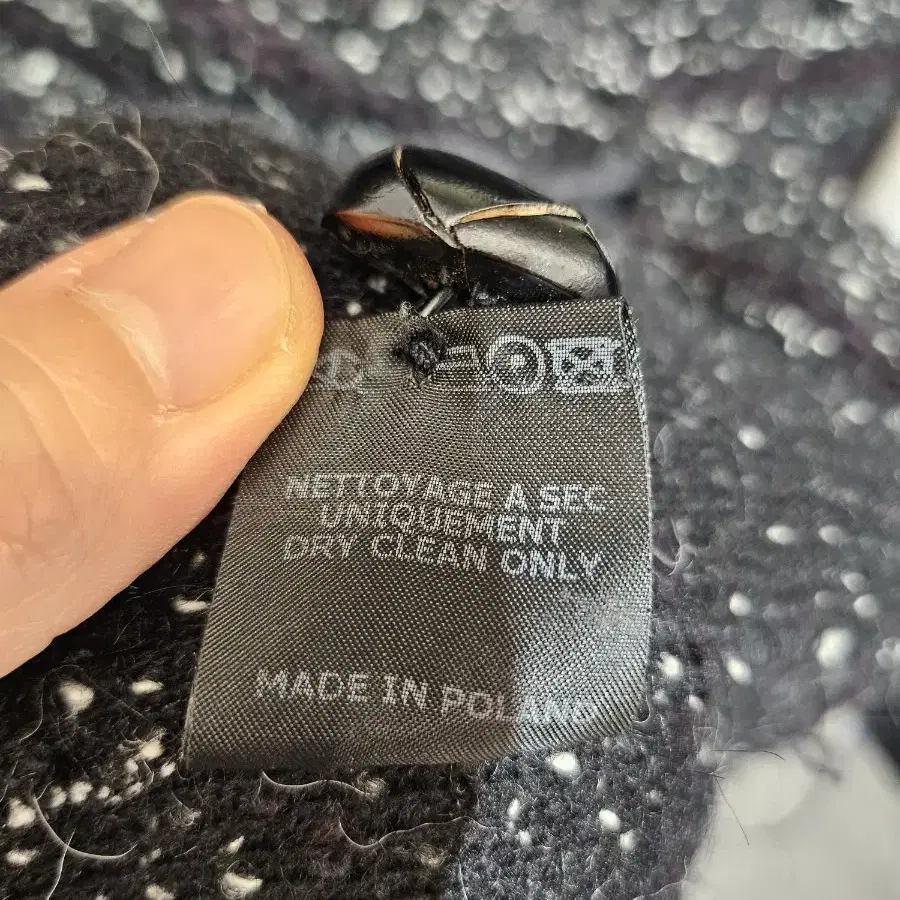 NETTOYAGE A SEC
UNIQUEMENT
DRY CLEAN ONLY
MADE IN POLAND